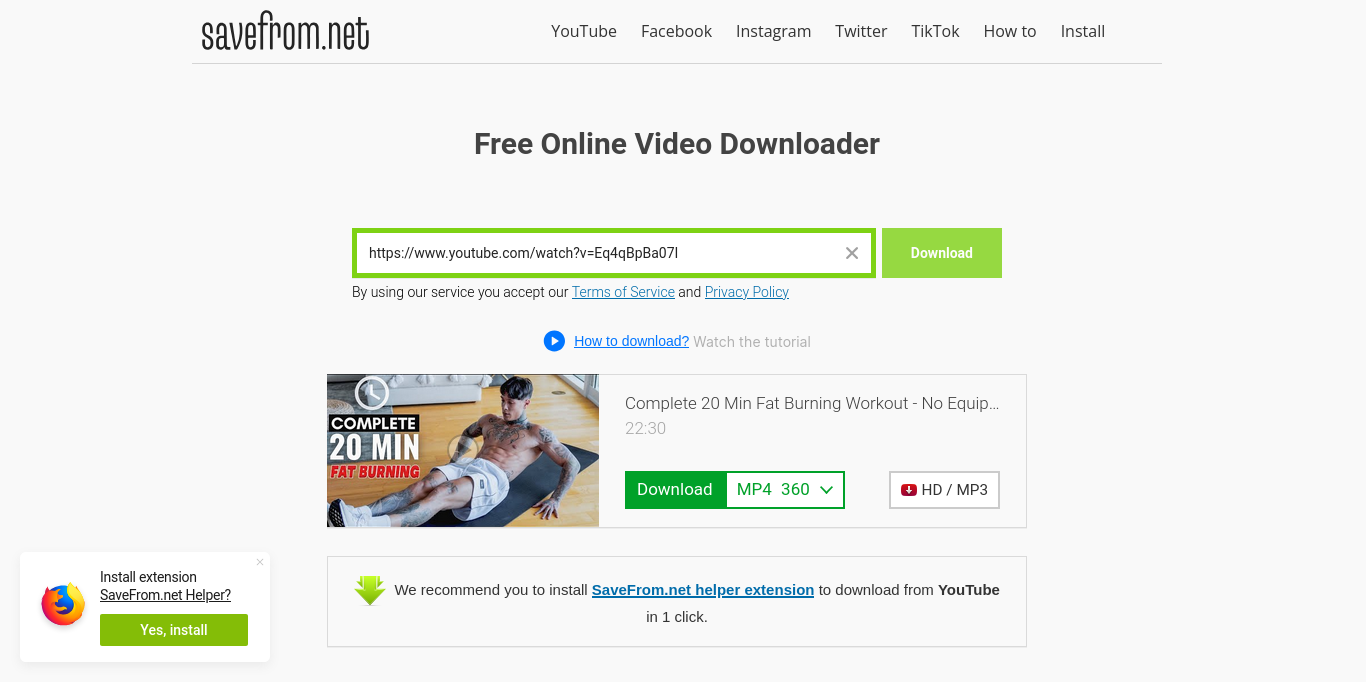 savefrom.net
YouTube Facebook Instagram Twitter TikTok How to Install
Free Online Video Downloader
https://www.youtube.com/watch?v=Eq4qBpBa07I
Download
By using our service you accept our Terms of Service and Privacy Policy
How to download? Watch the tutorial
COMPLETE
20 MIN
FAT BURNING
Complete 20 Min Fat Burning Workout - No Equip...
22:30
Download MP4 360
HD / MP3
We recommend you to install SaveFrom.net helper extension to download from YouTube
in 1 click.
Install extension
SaveFrom.net Helper?
Yes, install